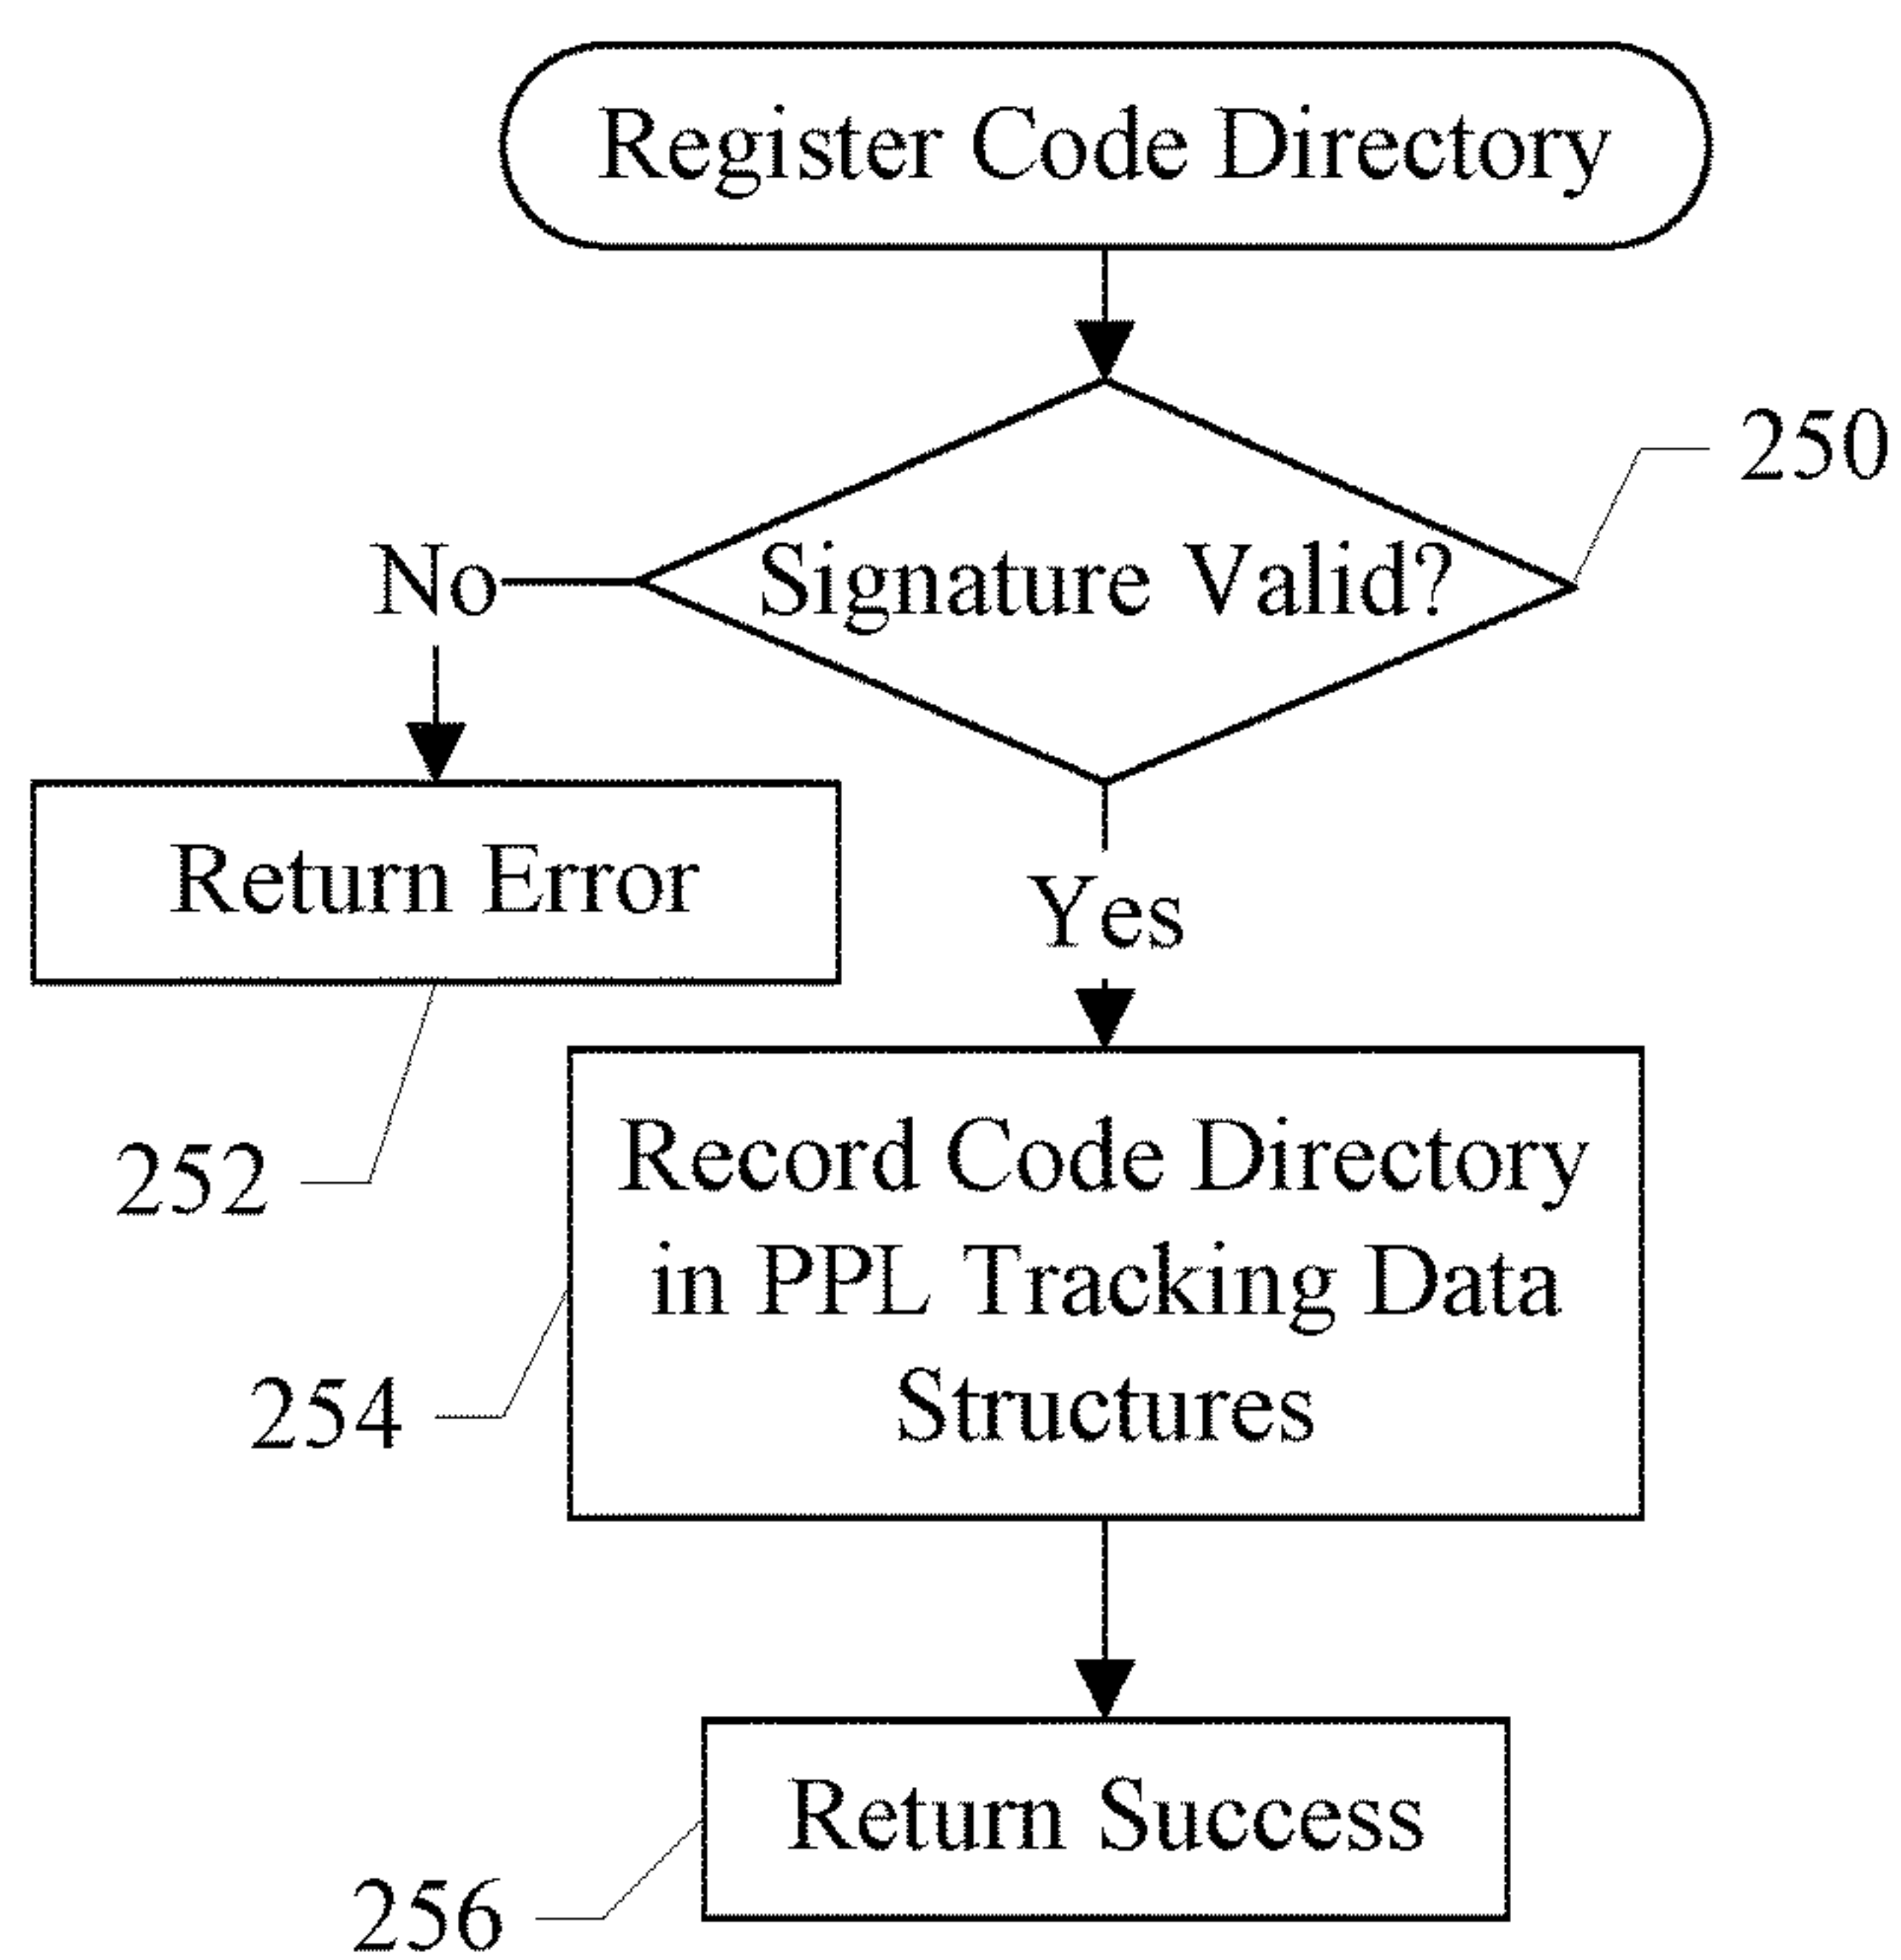 Register Code Directory
250
Signature Valid?
No
Return Error
Yes
252
Record Code Directory
in PPL Tracking Data
Structures
254
Return Success
256